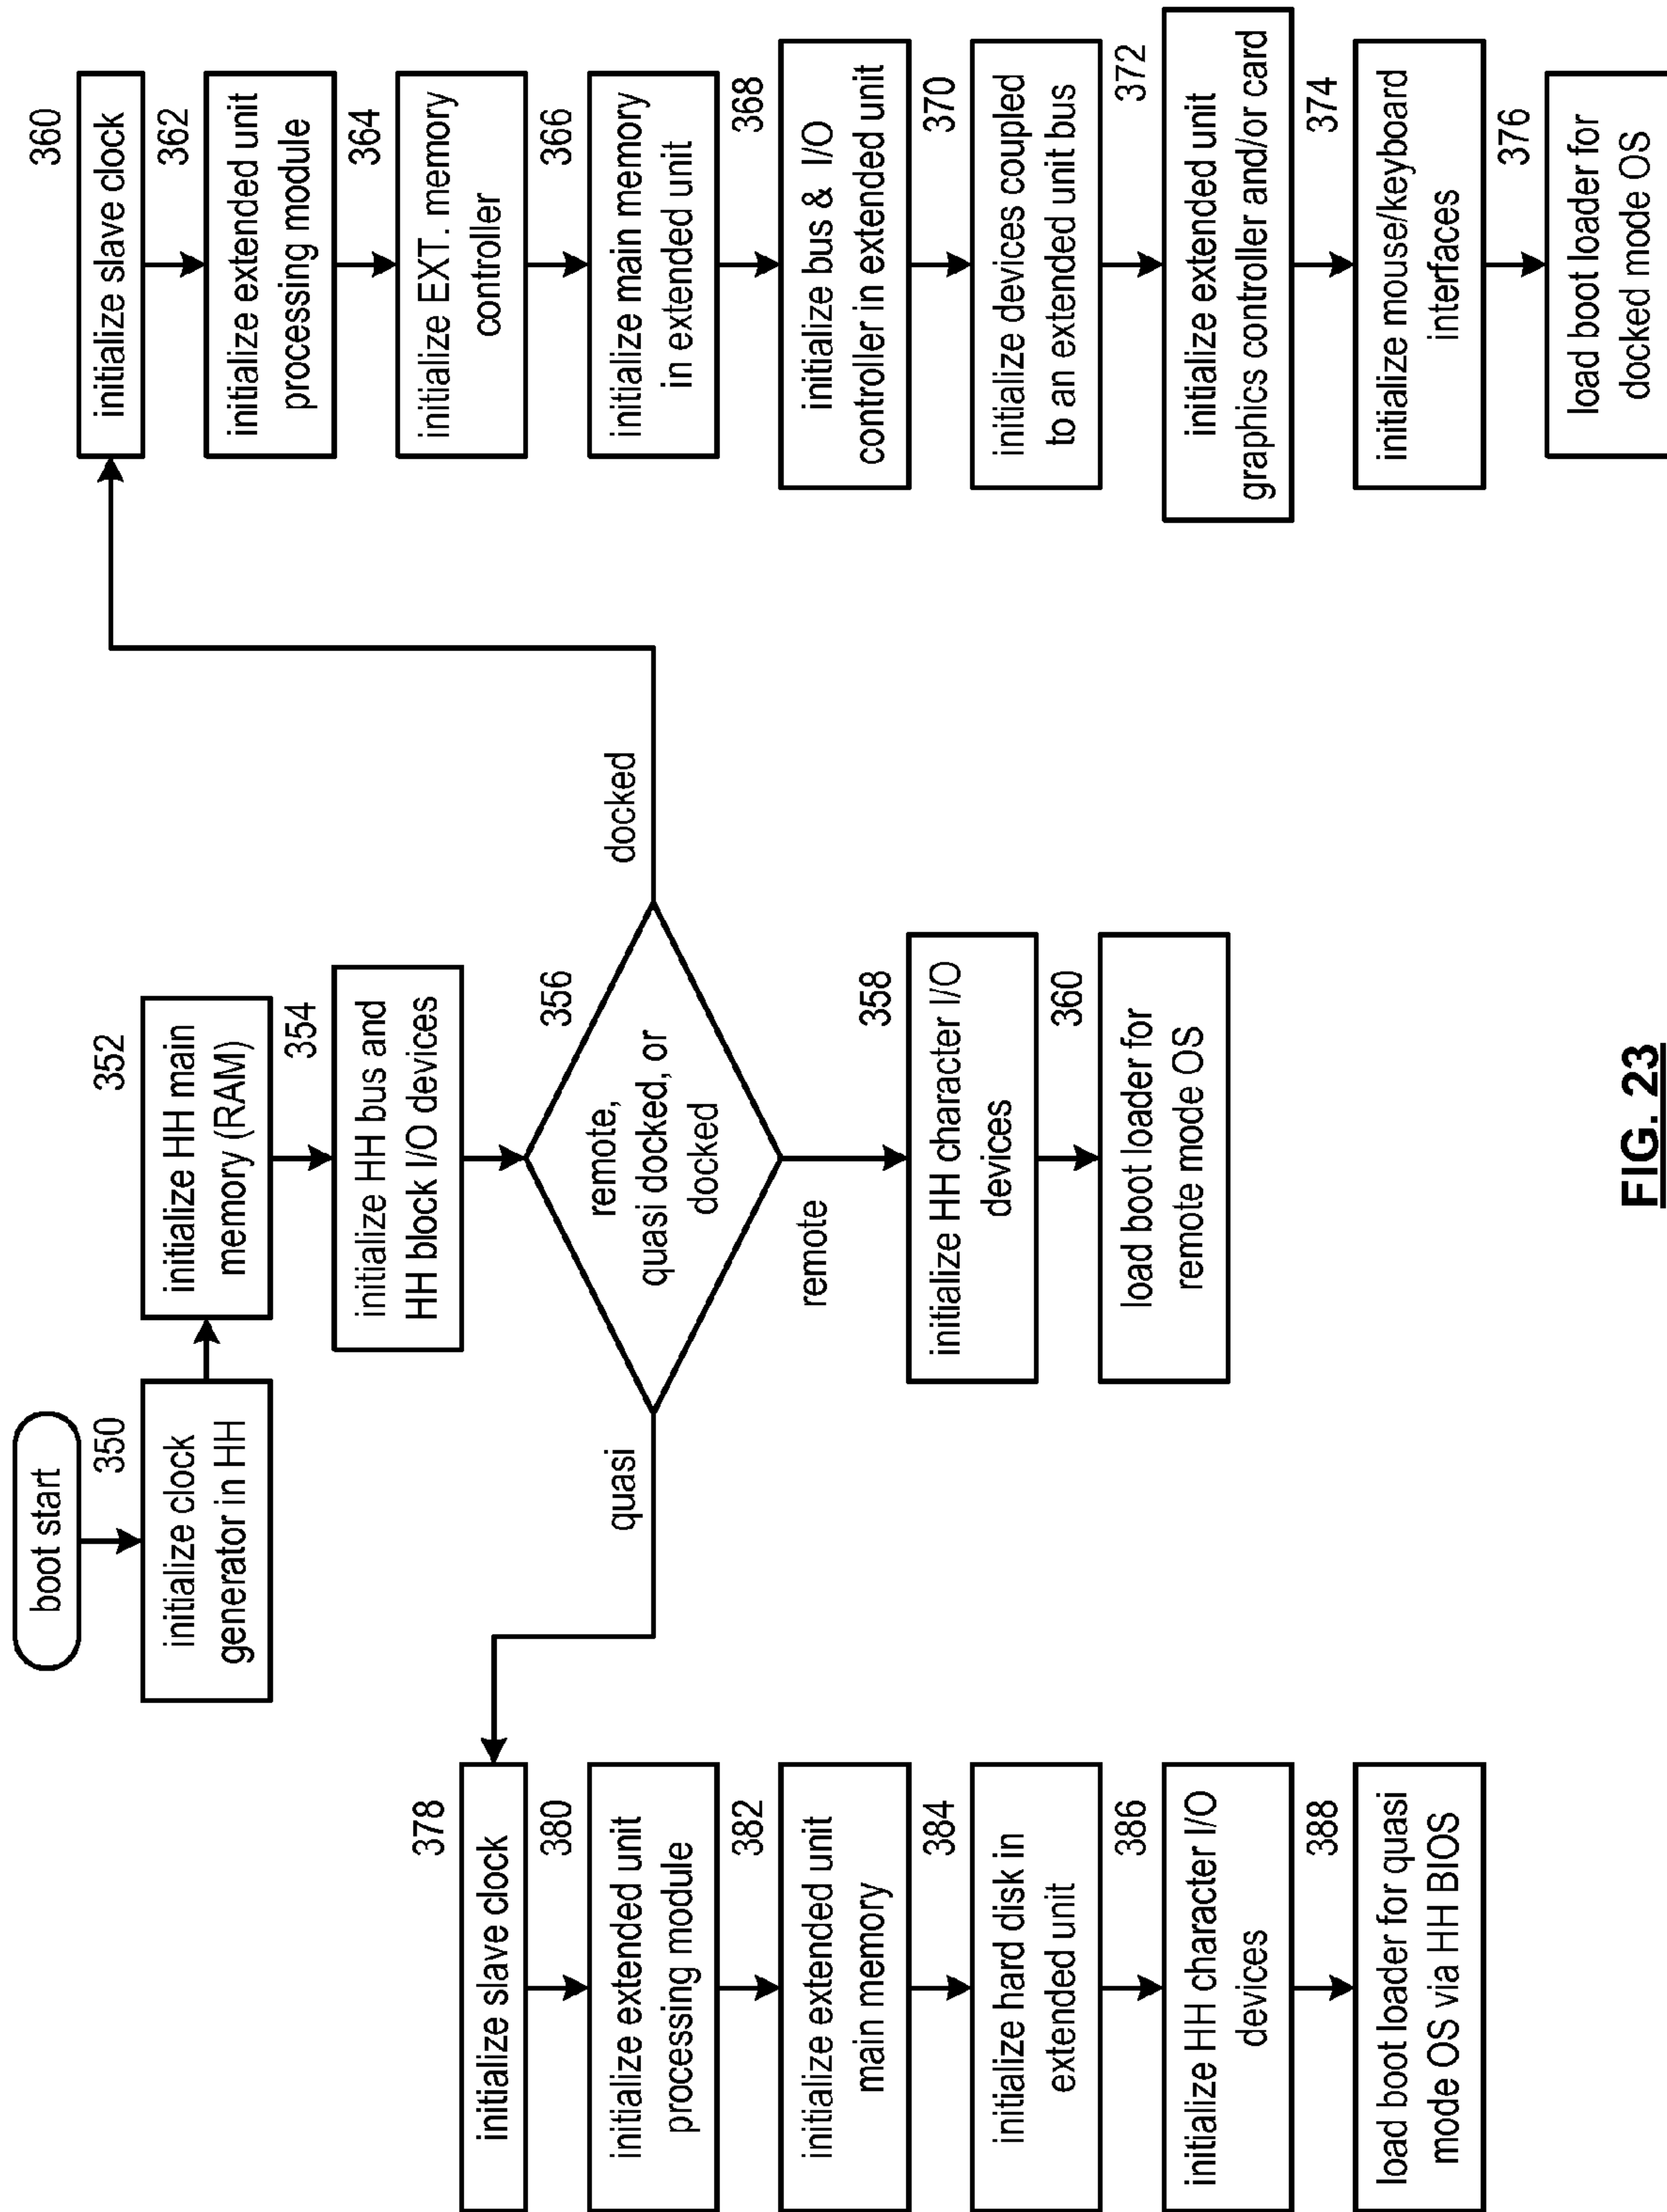 boot start
350
initialize clock
generator in HH
352
initialize HH main
memory (RAM)
354
initialize HH bus and
HH block I/O devices
356
remote,
quasi docked, or
docked
quasi
remote
docked
378
initialize slave clock
380
initialize extended unit
processing module
382
initialize extended unit
main memory
384
initialize hard disk in
extended unit
386
initialize HH character I/O
devices
388
load boot loader for quasi
mode OS via HH BIOS
358
initialize HH character I/O
devices
360
load boot loader for
remote mode OS
360
initialize slave clock
362
initialize extended unit
processing module
364
initialize EXT. memory
controller
366
initialize main memory
in extended unit
368
initialize bus & I/O
controller in extended unit
370
initialize devices coupled
to an extended unit bus
372
initialize extended unit
graphics controller and/or card
374
initialize mouse/keyboard
interfaces
376
load boot loader for
docked mode OS
FIG. 23